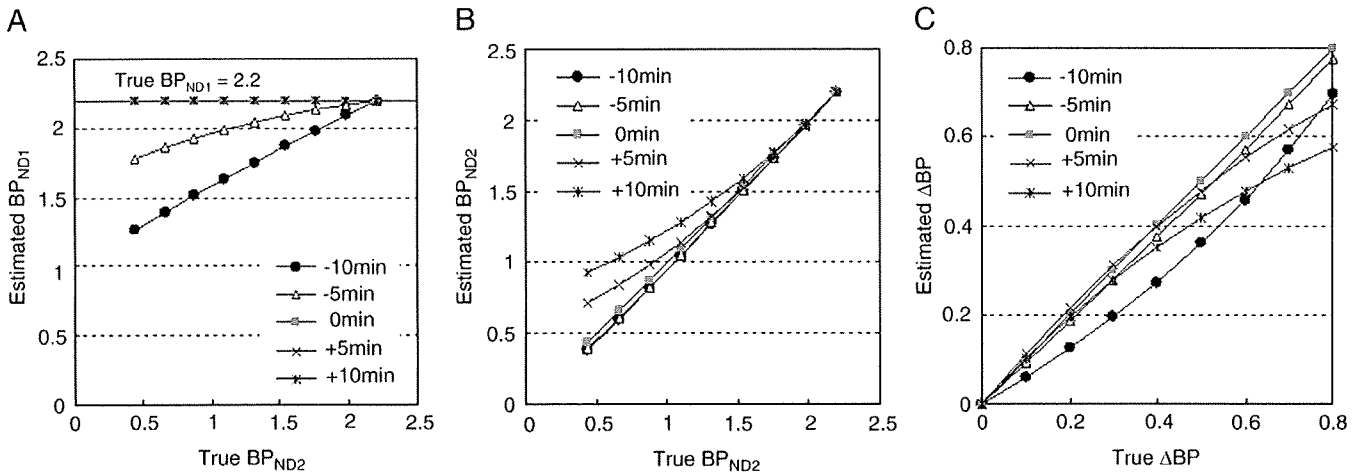 A
2.5
2
1.5
1
0.5
0
True BP_ND1 = 2.2
-10min
-5min
0min
+5min
+10min
0 0.5 1 1.5 2 2.5
Estimated BP_ND1
True BP_ND2
B
2.5
2
1.5
1
0.5
0
-10min
-5min
0min
+5min
+10min
0 0.5 1 1.5 2 2.5
Estimated BP_ND2
True BP_ND2
C
0.8
0.6
0.4
0.2
0
-10min
-5min
0min
+5min
+10min
0 0.2 0.4 0.6 0.8
Estimated ΔBP
True ΔBP